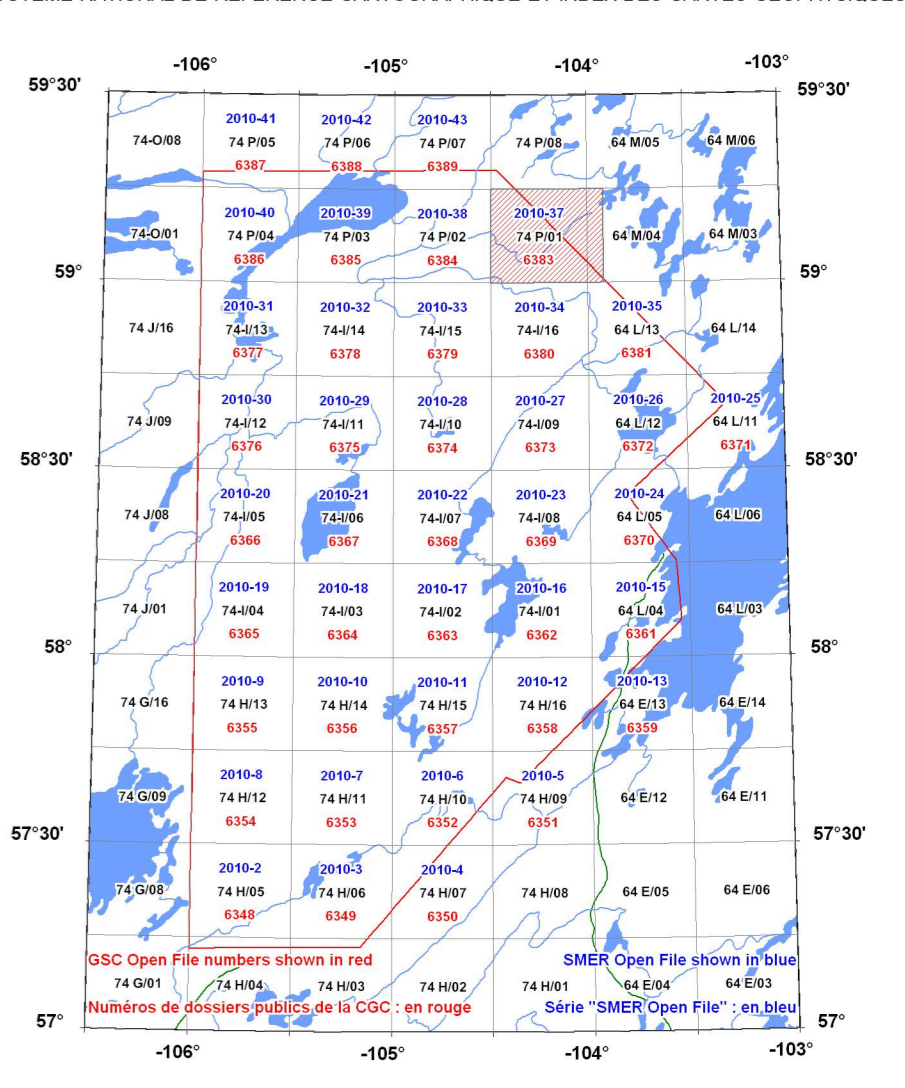 SYSTÈME NATIONAL DE RÉFÉRENCE CARTOGRAPHIQUE ET INDEX DES CARTES GÉOPHYSIQUES
-106° -105° -104° -103°
59°30' 59°30'
2010-41 2010-42 2010-43
74-O/08 74 P/05 74 P/06 74 P/07 74 P/08 64 M/05 64 M/06
6387 6388 6389
2010-40 2010-39 2010-38 2010-37
74-O/01 74 P/04 74 P/03 74 P/02 74 P/01 64 M/04 64 M/03
6386 6385 6384 6383
59° 59°
2010-31 2010-32 2010-33 2010-34 2010-35
74 J/16 74-I/13 74-I/14 74-I/15 74-I/16 64 L/13 64 L/14
6377 6378 6379 6380 6381
2010-30 2010-29 2010-28 2010-27 2010-26 2010-25
74 J/09 74-I/12 74-I/11 74-I/10 74-I/09 64 L/12 64 L/11
6376 6375 6374 6373 6372 6371
58°30' 58°30'
2010-20 2010-21 2010-22 2010-23 2010-24
74 J/08 74-I/05 74-I/06 74-I/07 74-I/08 64 L/05 64 L/06
6366 6367 6368 6369 6370
2010-19 2010-18 2010-17 2010-16 2010-15
74 J/01 74-I/04 74-I/03 74-I/02 74-I/01 64 L/04 64 L/03
6365 6364 6363 6362 6361
58° 58°
2010-9 2010-10 2010-11 2010-12 2010-13
74 G/16 74 H/13 74 H/14 74 H/15 74 H/16 64 E/13 64 E/14
6355 6356 6357 6358 6359
2010-8 2010-7 2010-6 2010-5
74 G/09 74 H/12 74 H/11 74 H/10 74 H/09 64 E/12 64 E/11
6354 6353 6352 6351
57°30' 57°30'
2010-2 2010-3 2010-4
74 G/08 74 H/05 74 H/06 74 H/07 74 H/08 64 E/05 64 E/06
6348 6349 6350
GSC Open File numbers shown in red SMER Open File shown in blue
74 G/01 74 H/04 74 H/03 74 H/02 74 H/01 64 E/04 64 E/03
Numéros de dossiers publics de la CGC : en rouge Série "SMER Open File" : en bleu
57° 57°
-106° -105° -104° -103°